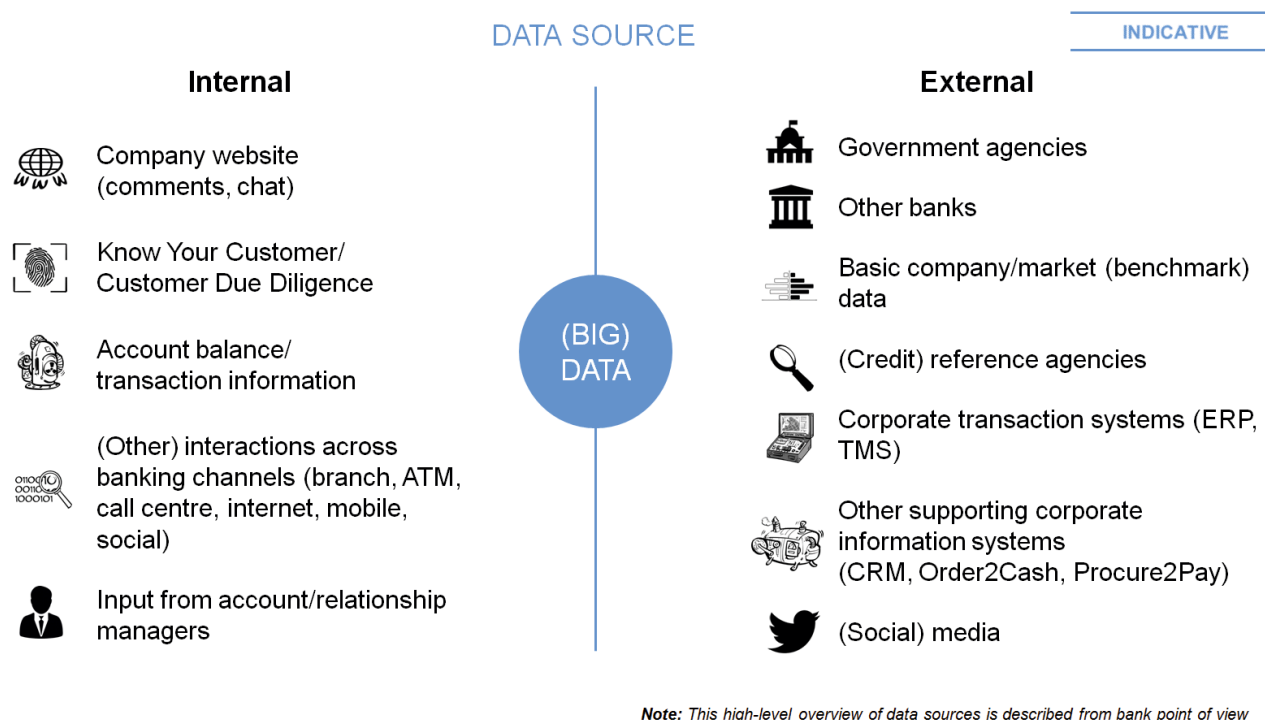 DATA SOURCE
INDICATIVE
Internal
Company website
(comments, chat)
Know Your Customer/
Customer Due Diligence
Account balance/
transaction information
(Other) interactions across
banking channels (branch, ATM,
call centre, internet, mobile,
social)
Input from account/relationship
managers
(BIG)
DATA
External
Government agencies
Other banks
Basic company/market (benchmark)
data
(Credit) reference agencies
Corporate transaction systems (ERP,
TMS)
Other supporting corporate
information systems
(CRM, Order2Cash, Procure2Pay)
(Social) media
Note: This high-level overview of data sources is described from bank point of view